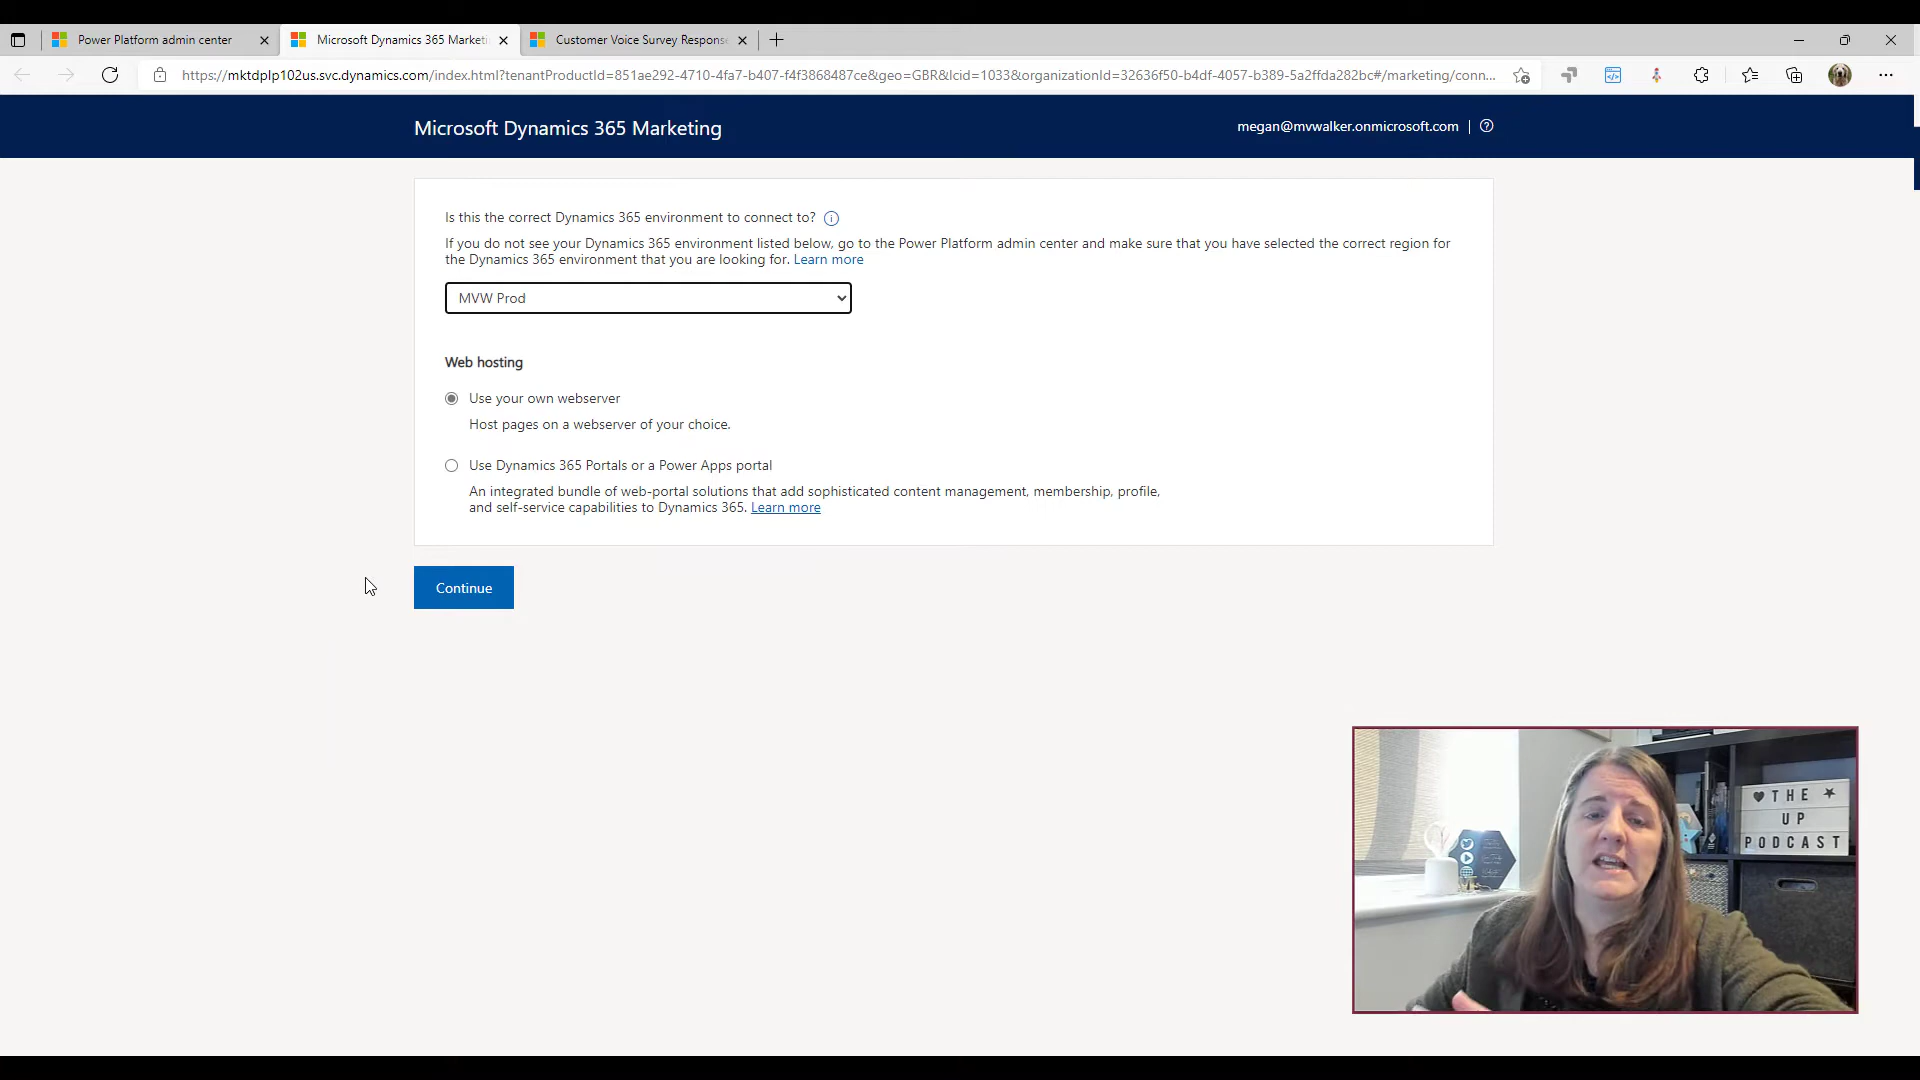 Power Platform admin center
Microsoft Dynamics 365 Marketi
Customer Voice Survey Respons
https://mktdplp102us.svc.dynamics.com/index.html?tenantProductId=851ae292-4710-4fa7-b407-f4f3868487ce&geo=GBR&lcid=1033&organizationId=32636f50-b4df-4057-b389-5a2ffda282bc#/marketing/conn...
Microsoft Dynamics 365 Marketing
megan@mvwalker.onmicrosoft.com
Is this the correct Dynamics 365 environment to connect to?
If you do not see your Dynamics 365 environment listed below, go to the Power Platform admin center and make sure that you have selected the correct region for
the Dynamics 365 environment that you are looking for. Learn more
MVW Prod
Web hosting
Use your own webserver
Host pages on a webserver of your choice.
Use Dynamics 365 Portals or a Power Apps portal
An integrated bundle of web-portal solutions that add sophisticated content management, membership, profile,
and self-service capabilities to Dynamics 365. Learn more
Continue
THE
UP
PODCAST